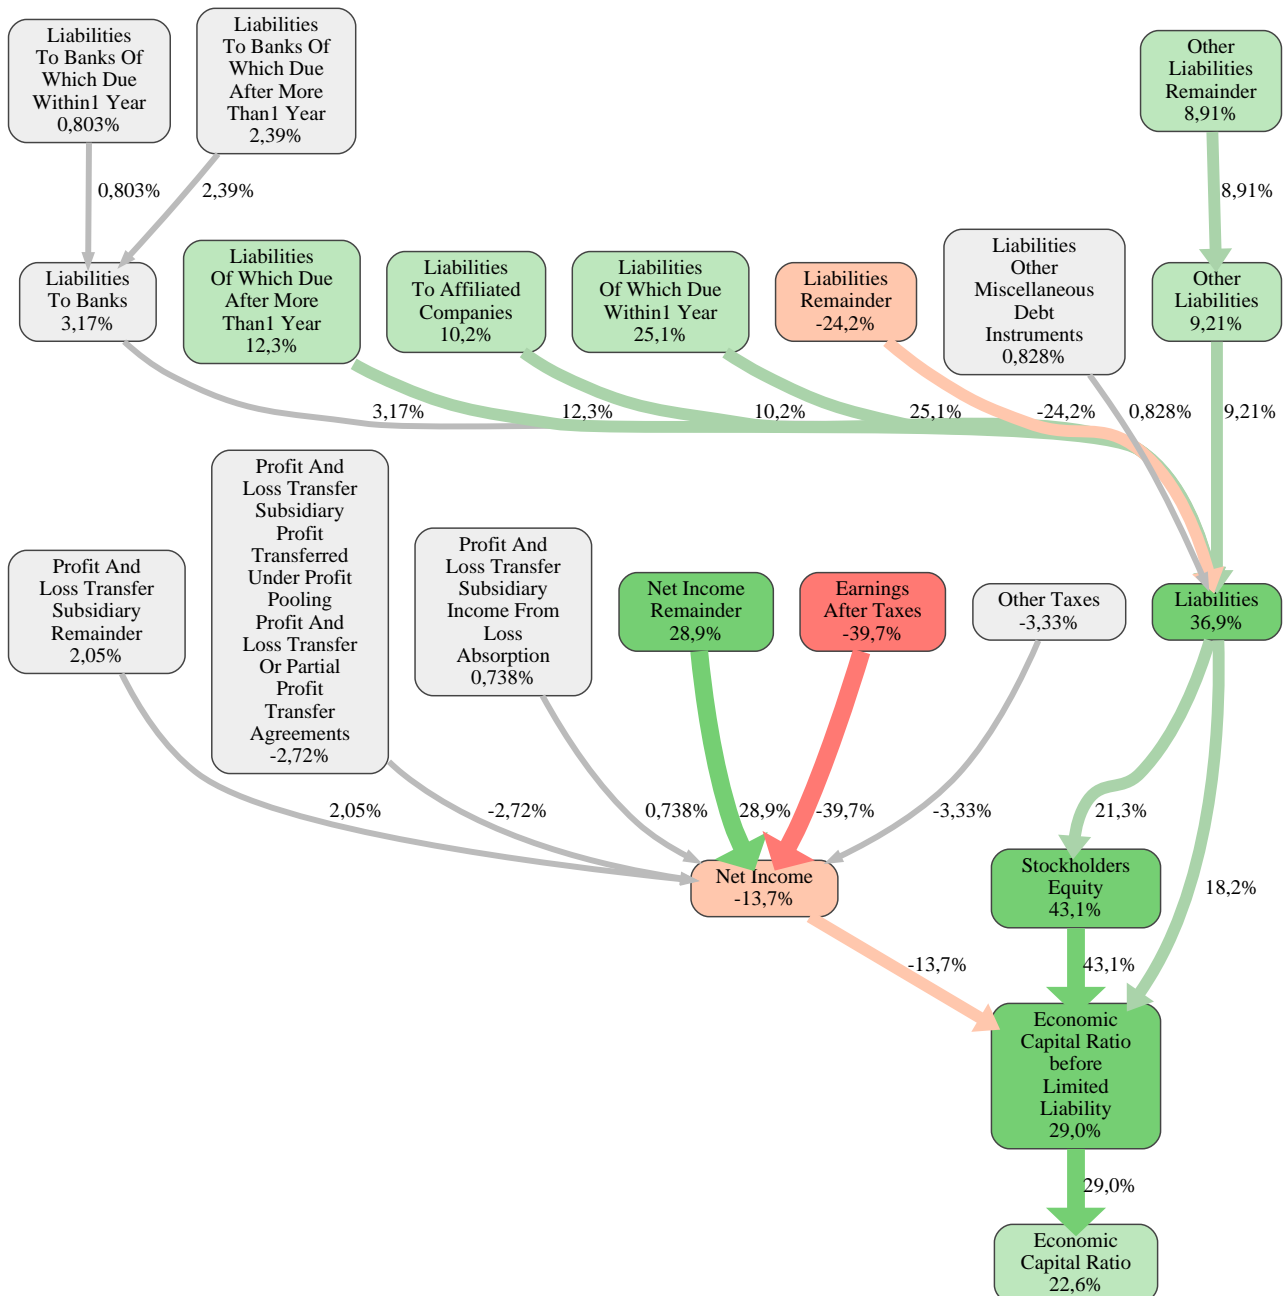 Liabilities
To Banks Of
Which Due
Within1 Year
0,803%
Liabilities
To Banks Of
Which Due
After More
Than1 Year
2,39%
Other
Liabilities
Remainder
8,91%
0,803%
2,39%
8,91%
Liabilities
To Banks
3,17%
Liabilities
Of Which Due
After More
Than1 Year
12,3%
Liabilities
To Affiliated
Companies
10,2%
Liabilities
Of Which Due
Within1 Year
25,1%
Liabilities
Remainder
-24,2%
Liabilities
Other
Miscellaneous
Debt
Instruments
0,828%
Other
Liabilities
9,21%
3,17%
12,3%
10,2%
25,1%
-24,2%
0,828%
9,21%
Profit And
Loss Transfer
Subsidiary
Remainder
2,05%
Profit And
Loss Transfer
Subsidiary
Profit
Transferred
Under Profit
Pooling
Profit And
Loss Transfer
Or Partial
Profit
Transfer
Agreements
-2,72%
Profit And
Loss Transfer
Subsidiary
Income From
Loss
Absorption
0,738%
Net Income
Remainder
28,9%
Earnings
After Taxes
-39,7%
Other Taxes
-3,33%
Liabilities
36,9%
2,05%
-2,72%
0,738%
28,9%
-39,7%
-3,33%
21,3%
18,2%
Net Income
-13,7%
Stockholders
Equity
43,1%
-13,7%
43,1%
Economic
Capital Ratio
before
Limited
Liability
29,0%
29,0%
Economic
Capital Ratio
22,6%